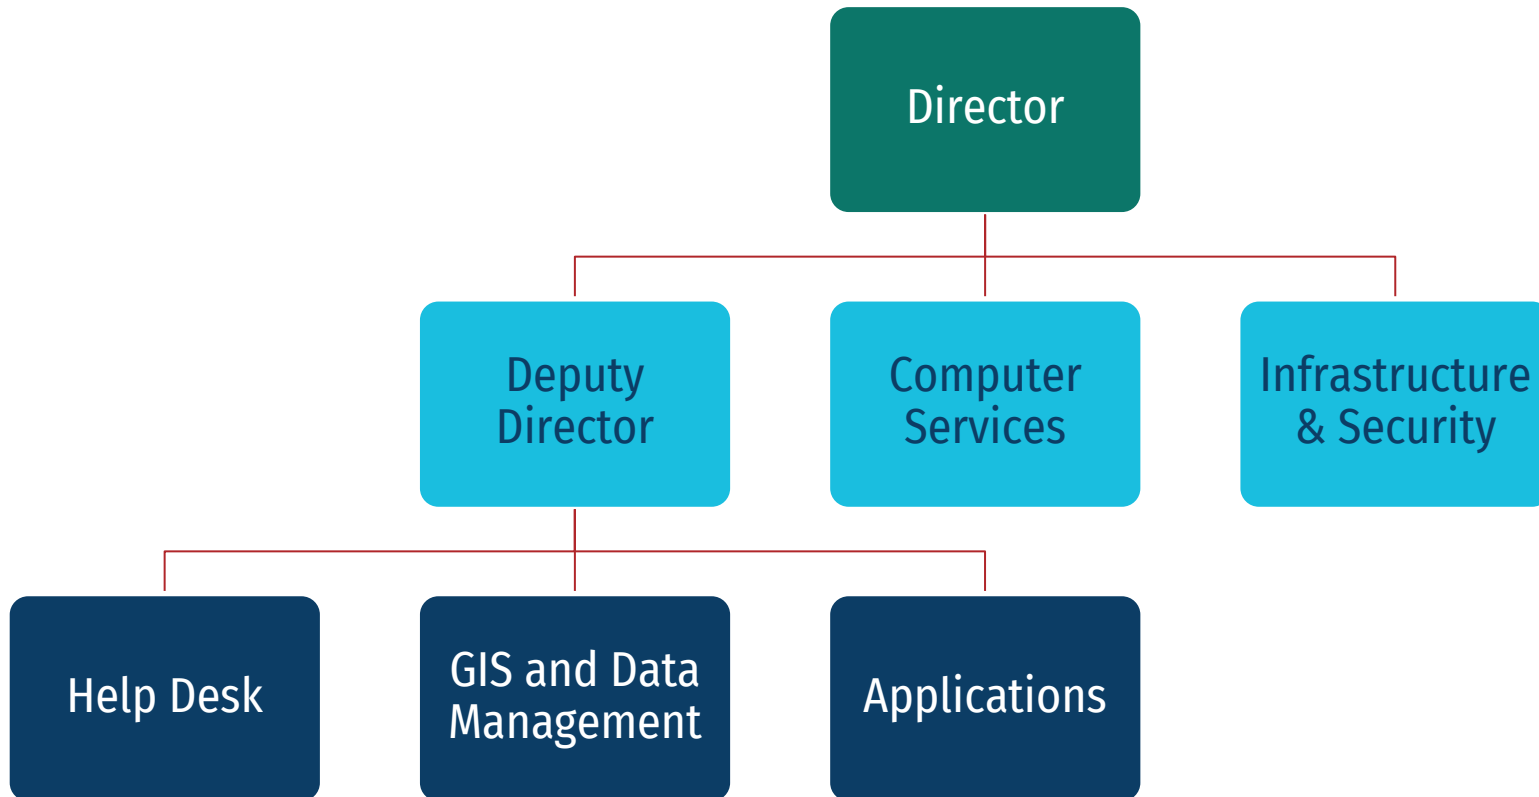 Director
Deputy
Director
Computer
Services
Infrastructure
& Security
Help Desk
GIS and Data
Management
Applications